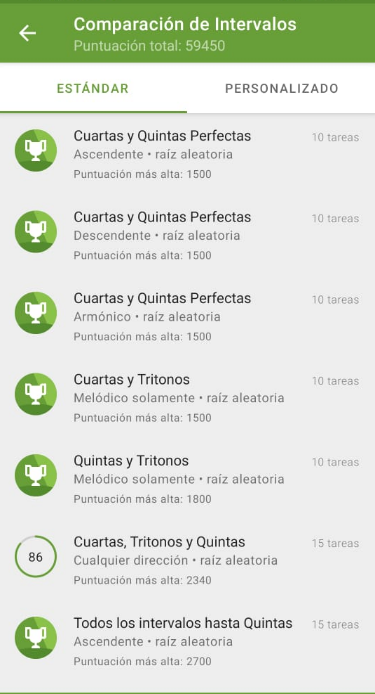 Comparación de Intervalos
Puntuación total: 59450
ESTÁNDAR PERSONALIZADO
Cuartas y Quintas Perfectas 10 tareas
Ascendente • raíz aleatoria
Puntuación más alta: 1500
Cuartas y Quintas Perfectas 10 tareas
Descendente • raíz aleatoria
Puntuación más alta: 1500
Cuartas y Quintas Perfectas 10 tareas
Armónico • raíz aleatoria
Puntuación más alta: 1500
Cuartas y Tritonos 10 tareas
Melódico solamente • raíz aleatoria
Puntuación más alta: 1500
Quintas y Tritonos 10 tareas
Melódico solamente • raíz aleatoria
Puntuación más alta: 1800
Cuartas, Tritonos y Quintas 15 tareas
86 Cualquier dirección • raíz aleatoria
Puntuación más alta: 2340
Todos los intervalos hasta Quintas 15 tareas
Ascendente • raíz aleatoria
Puntuación más alta: 2700